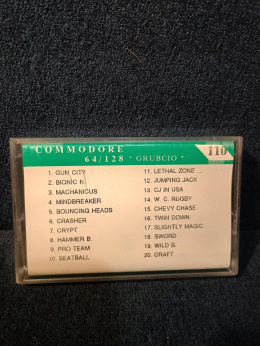 COMMODORE
64/128 * GRUBCIO *
110
1. GUN CITY
2. BIONIC N.
3. MACHANICUS
4. MINDBREAKER
5. BOUNCING HEADS
6. CRASHER
7. CRYPT
8. HAMMER B.
9. PRO TEAM
10. BEATBALL
11. LETHAL ZONE ...
12. JUMPING JACK
13. CJ IN USA
14. W. C. RUGBY
15. CHEVY CHASE
16. TWIN DOWN
17. SLIGHTLY MAGIC
18. SWORD
19. WILD B.
20. CRAFT ...